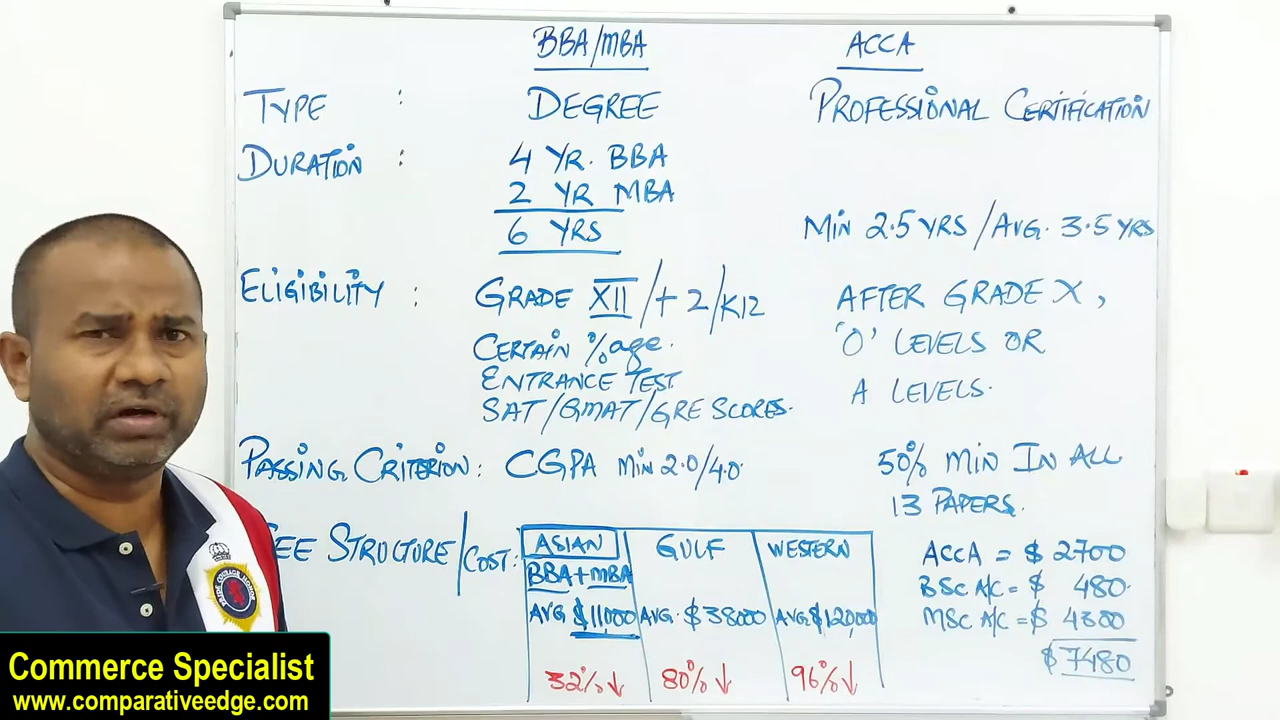 BBA/MBA ACCA
TYPE : DEGREE PROFESSIONAL CERTIFICATION
DURATION : 4 YR. BBA
2 YR MBA
6 YRS Min 2.5 YRS / AVG. 3.5 YRS
ELIGIBILITY : GRADE XII / + 2 / K12 AFTER GRADE X ,
CERTAIN %age. 'O' LEVELS OR
ENTRANCE TEST A LEVELS.
SAT/GMAT/GRE SCORES.
PASSING CRITERION : CGPA Min 2.0/4.0 50% Min IN ALL
13 PAPERS.
FEE STRUCTURE / COST : ASIAN GULF WESTERN ACCA = $ 2700
BBA+MBA BSC A/C = $ 480.
AVG $11000 AVG. $38000 AVG. $120,000 MSC A/C = $ 4300
32% ↓ 80% ↓ 96% ↓ $7480
Commerce Specialist
www.comparativeedge.com